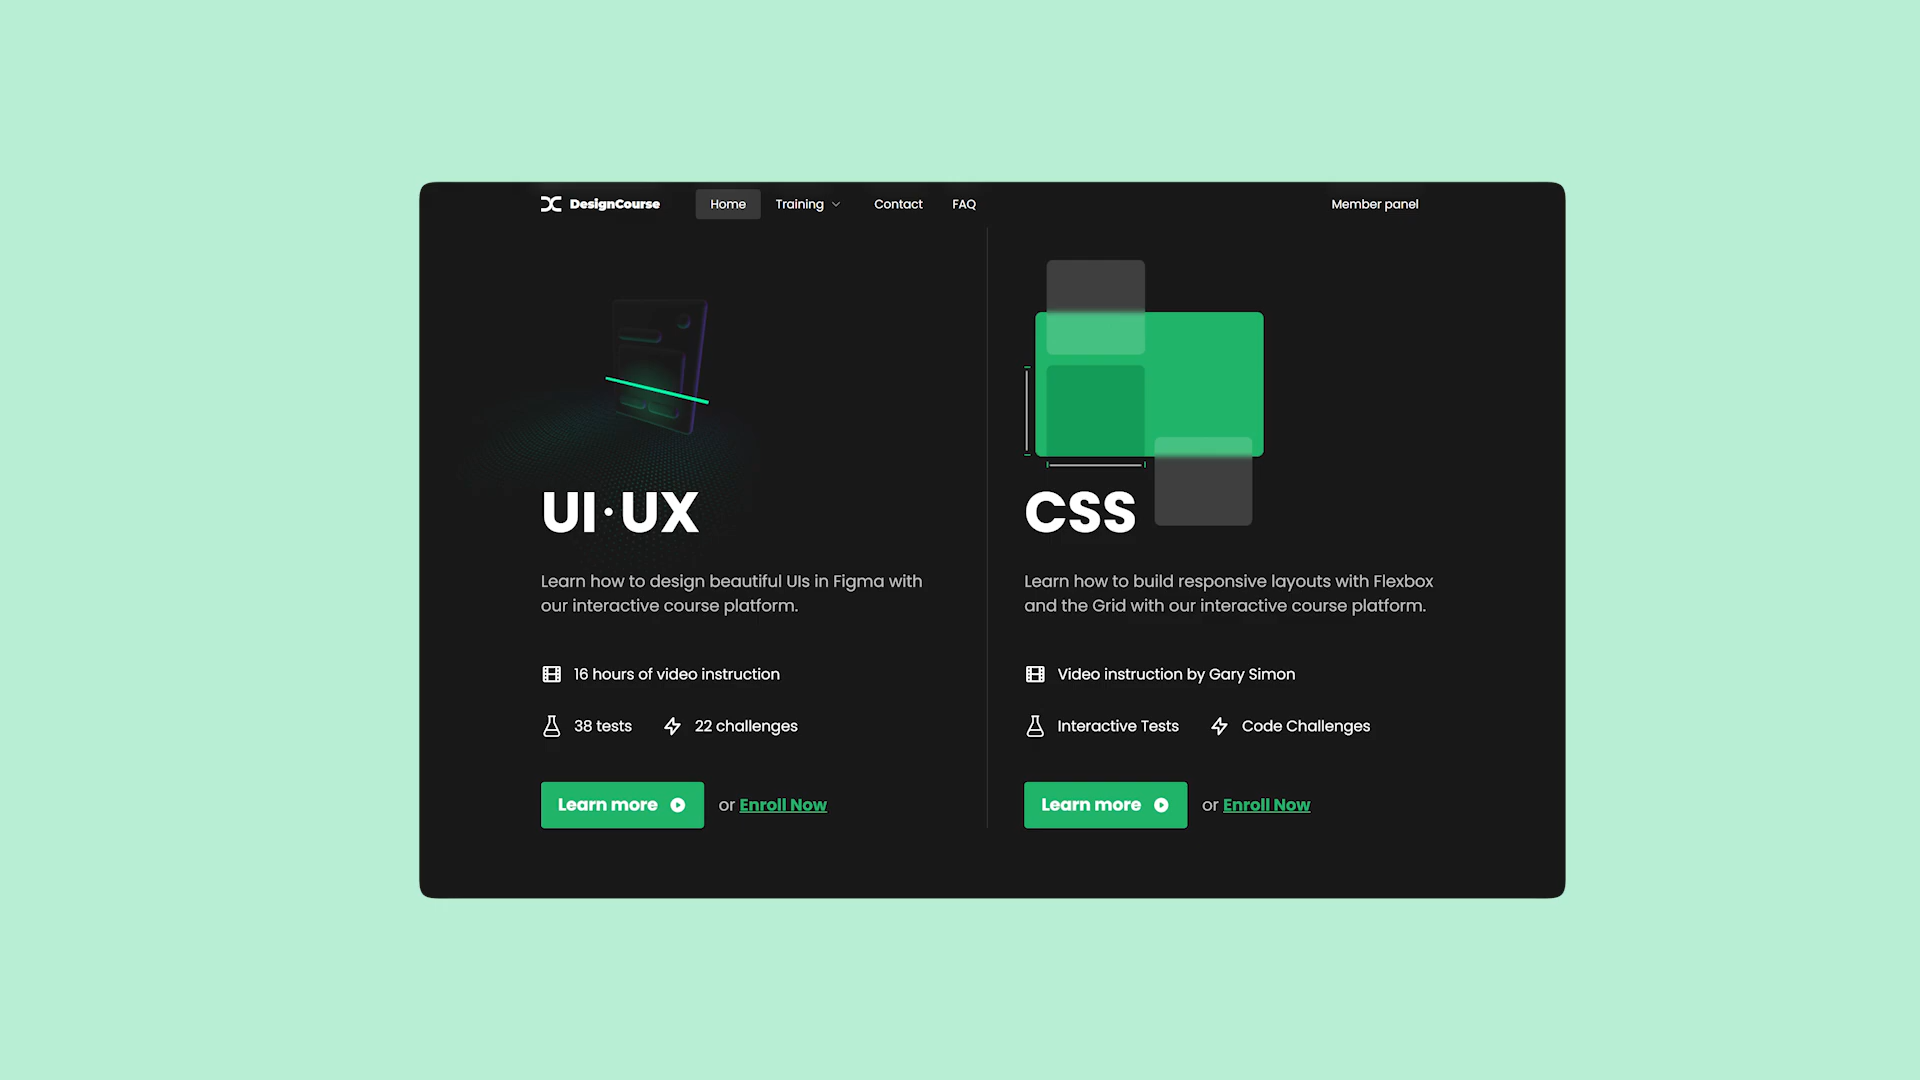 DesignCourse Home Training Contact FAQ Member panel
UI·UX
Learn how to design beautiful UIs in Figma with
our interactive course platform.
16 hours of video instruction
38 tests 22 challenges
Learn more or Enroll Now
CSS
Learn how to build responsive layouts with Flexbox
and the Grid with our interactive course platform.
Video instruction by Gary Simon
Interactive Tests Code Challenges
Learn more or Enroll Now